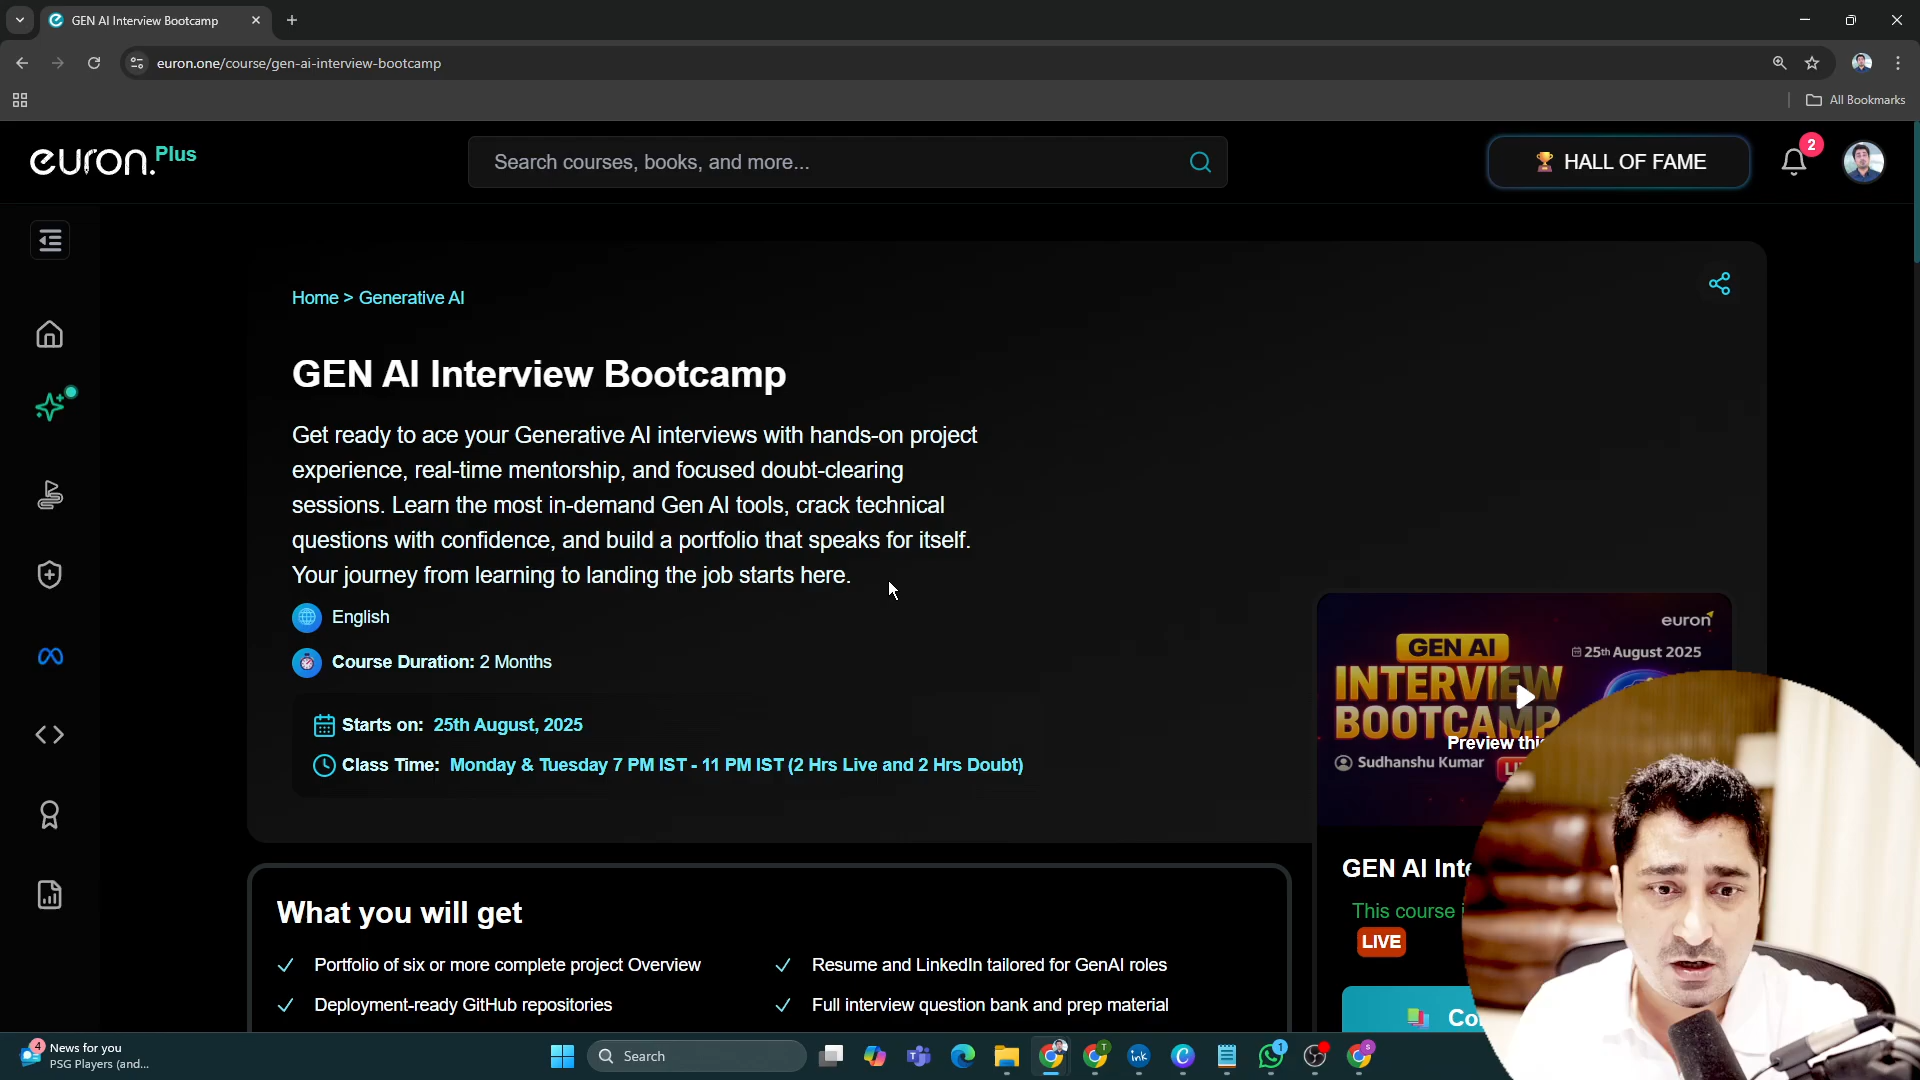 GEN AI Interview Bootcamp
euron.one/course/gen-ai-interview-bootcamp
All Bookmarks
euron.Plus
Search courses, books, and more...
🏆 HALL OF FAME
2
Home > Generative AI
GEN AI Interview Bootcamp
Get ready to ace your Generative AI interviews with hands-on project
experience, real-time mentorship, and focused doubt-clearing
sessions. Learn the most in-demand Gen AI tools, crack technical
questions with confidence, and build a portfolio that speaks for itself.
Your journey from learning to landing the job starts here.
English
Course Duration: 2 Months
Starts on: 25th August, 2025
Class Time: Monday & Tuesday 7 PM IST - 11 PM IST (2 Hrs Live and 2 Hrs Doubt)
euron
GEN AI
25th August 2025
INTERVIEW
BOOTCAMP
Preview this
Sudhanshu Kumar
What you will get
Portfolio of six or more complete project Overview
Resume and LinkedIn tailored for GenAI roles
Deployment-ready GitHub repositories
Full interview question bank and prep material
GEN AI Inte
This course i
LIVE
4
News for you
PSG Players (and...
Search
ink
1